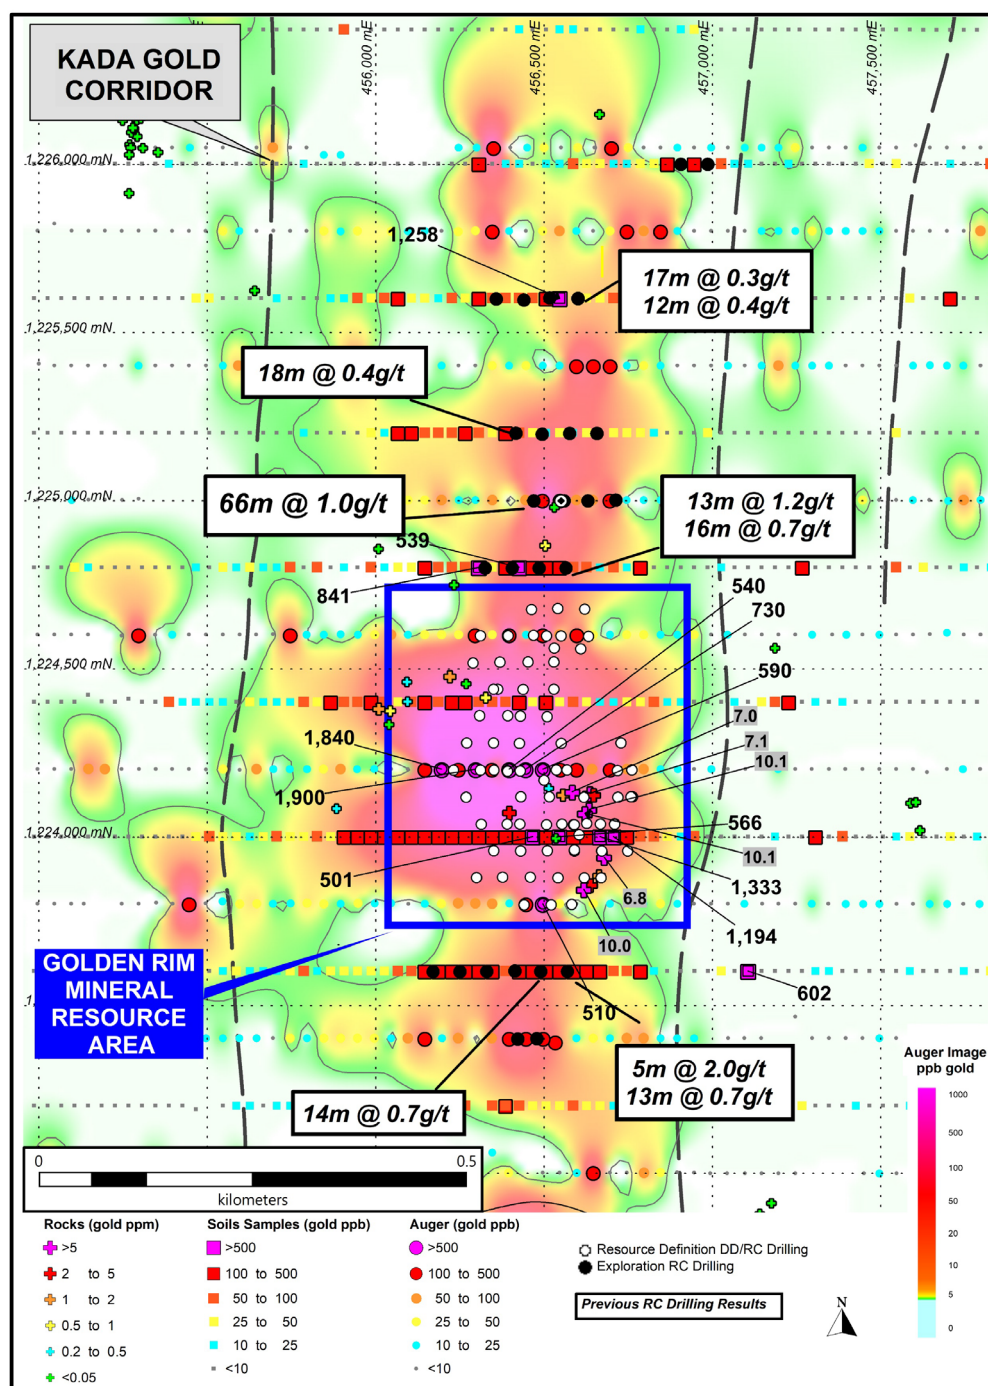 KADA GOLD
CORRIDOR
456,000 mE
456,500 mE
457,000 mE
457,500 mE
1,226,000 mN
1,258
17m @ 0.3g/t
12m @ 0.4g/t
1,225,500 mN
18m @ 0.4g/t
1,225,000 mN
66m @ 1.0g/t
13m @ 1.2g/t
16m @ 0.7g/t
539
841
540
730
1,224,500 mN
590
7.0
1,840
7.1
10.1
1,900
566
1,224,000 mN
10.1
501
1,333
6.8
1,194
10.0
GOLDEN RIM
MINERAL
RESOURCE
AREA
602
510
5m @ 2.0g/t
13m @ 0.7g/t
14m @ 0.7g/t
0 0.5
kilometers
Auger Image
ppb gold
1000
500
100
50
20
10
5
0
Rocks (gold ppm)
>5
2 to 5
1 to 2
0.5 to 1
0.2 to 0.5
<0.05
Soils Samples (gold ppb)
>500
100 to 500
50 to 100
25 to 50
10 to 25
<10
Auger (gold ppb)
>500
100 to 500
50 to 100
25 to 50
10 to 25
<10
Resource Definition DD/RC Drilling
Exploration RC Drilling
Previous RC Drilling Results
N